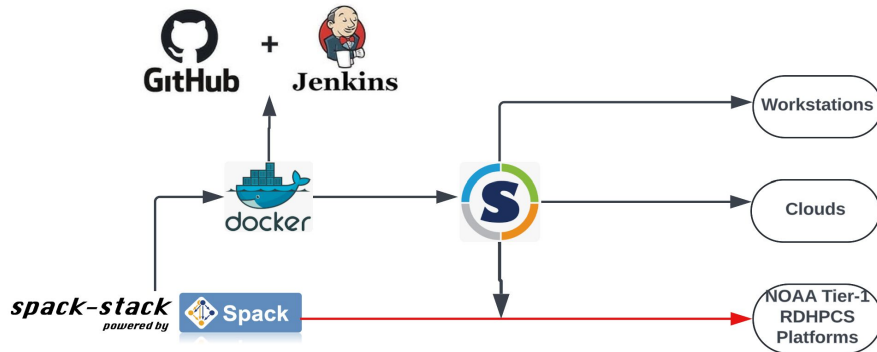 GitHub + Jenkins
Workstations
docker
S
Clouds
spack-stack
powered by
Spack
NOAA Tier-1
RDHPCS
Platforms